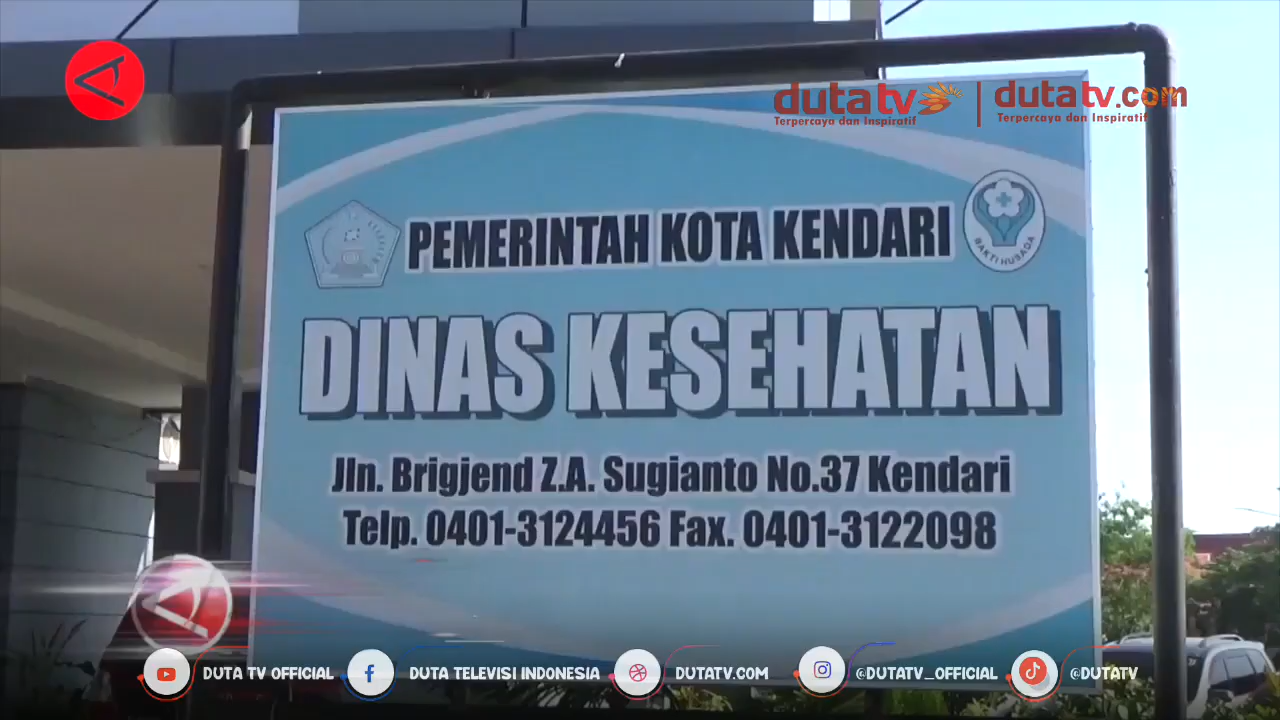 dutatv dutatv.com
Terpercaya dan Inspiratif Terpercaya dan Inspiratif
PEMERINTAH KOTA KENDARI
BAKTI HUSADA
DINAS KESEHATAN
Jln. Brigjend Z.A. Sugianto No.37 Kendari
Telp. 0401-3124456 Fax. 0401-3122098
DUTA TV OFFICIAL DUTA TELEVISI INDONESIA DUTATV.COM @DUTATV_OFFICIAL @DUTATV